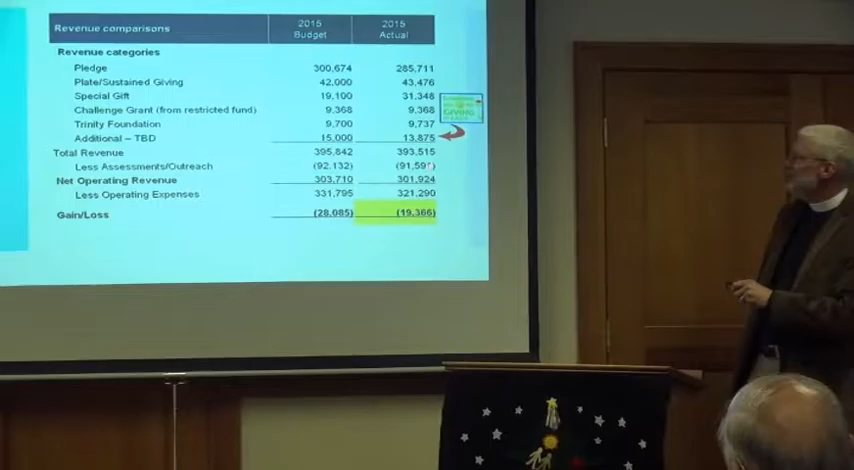 Revenue comparisons 2015 Budget 2015 Actual
Revenue categories
Pledge 300,674 285,711
Plate/Sustained Giving 42,000 43,476
Special Gift 19,100 31,348
Challenge Grant (from restricted fund) 9,368 9,368
Trinity Foundation 9,700 9,737
Additional – TBD 15,000 13,875
Total Revenue 395,842 393,515
Less Assessments/Outreach (92,132)
Net Operating Revenue 303,710 301,924
Less Operating Expenses 331,795 321,290
Gain/Loss (28,085) (19,366)
GIVING